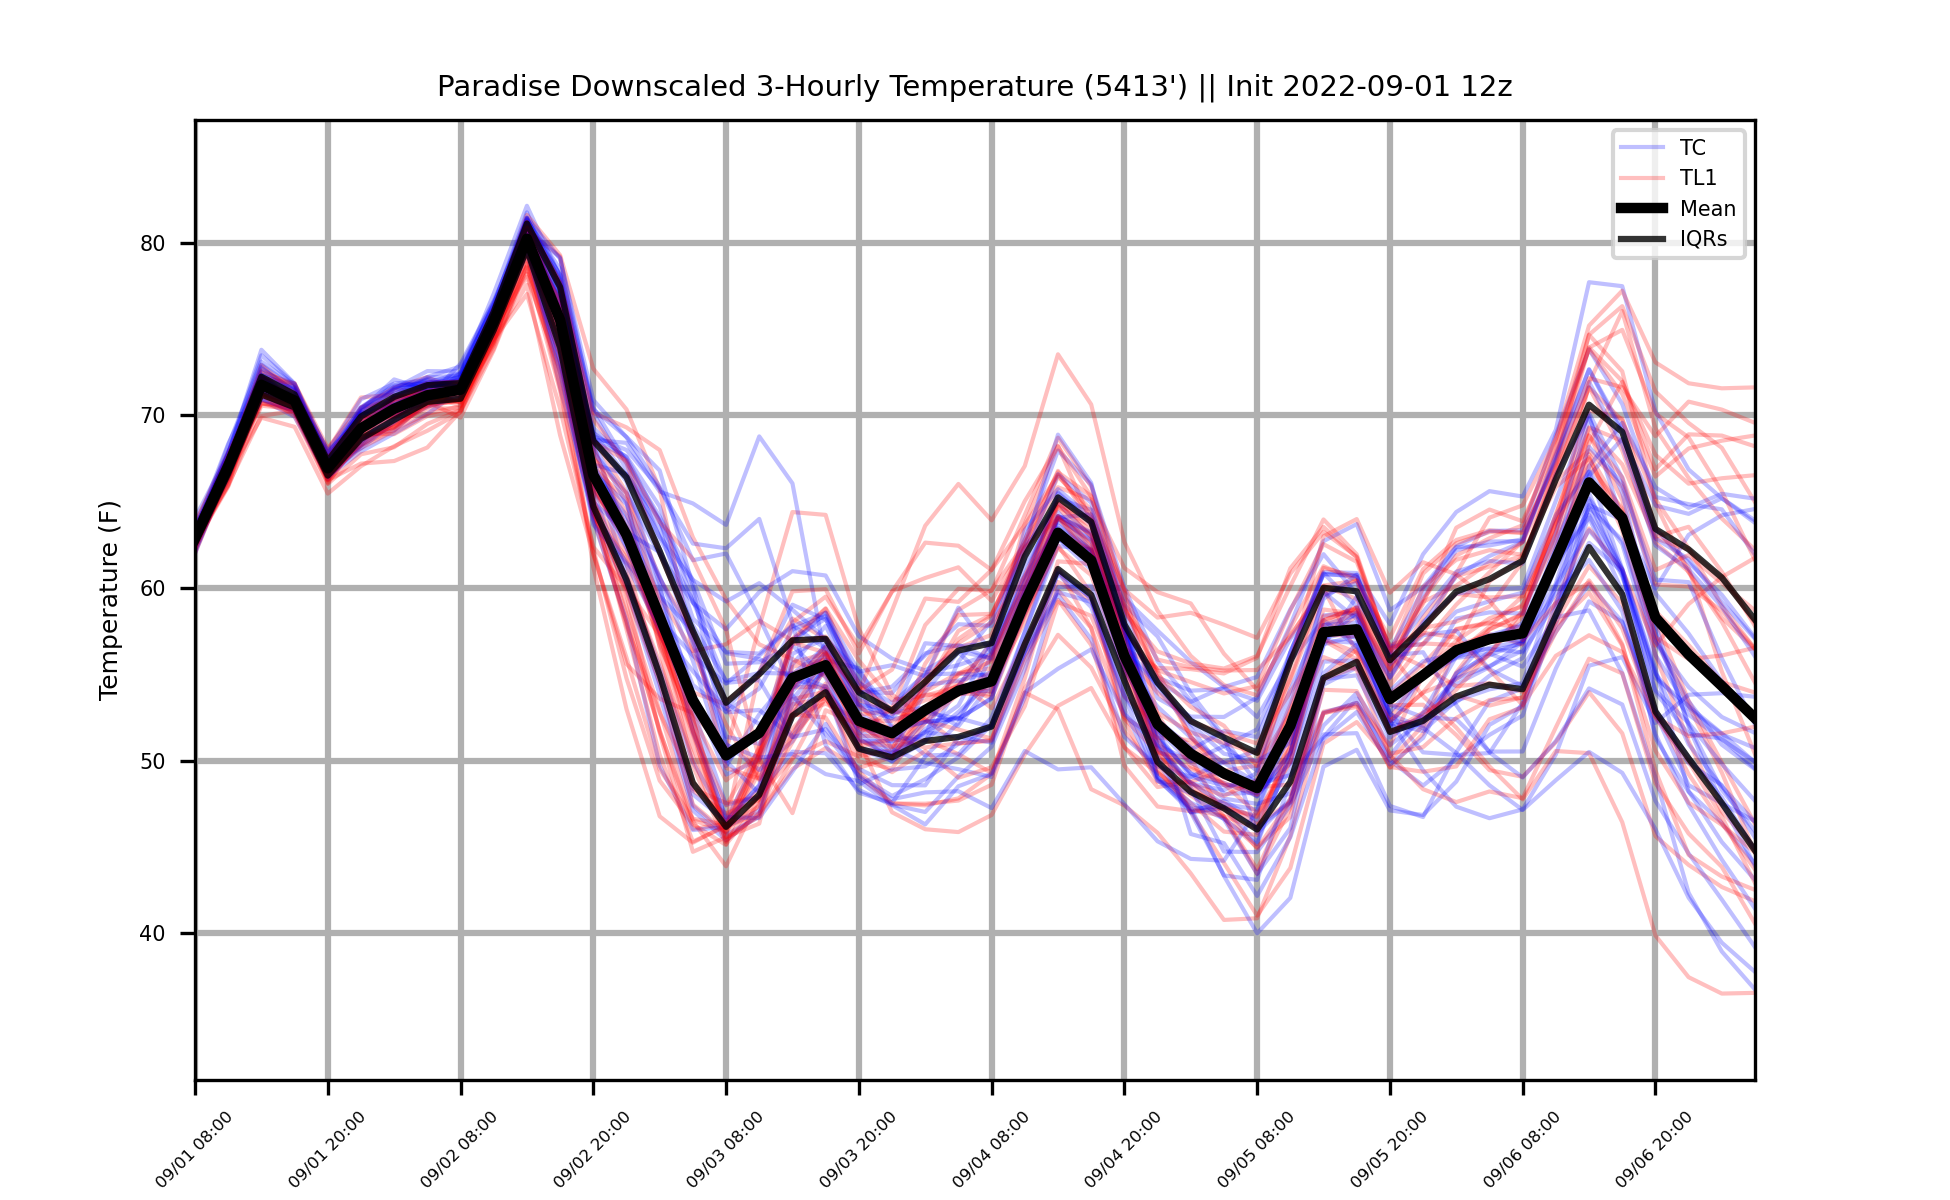 Paradise Downscaled 3-Hourly Temperature (5413') || Init 2022-09-01 12z
TC
TL1
Mean
IQRs
Temperature (F)
80
70
60
50
40
09/01 08:00
09/01 20:00
09/02 08:00
09/02 20:00
09/03 08:00
09/03 20:00
09/04 08:00
09/04 20:00
09/05 08:00
09/05 20:00
09/06 08:00
09/06 20:00